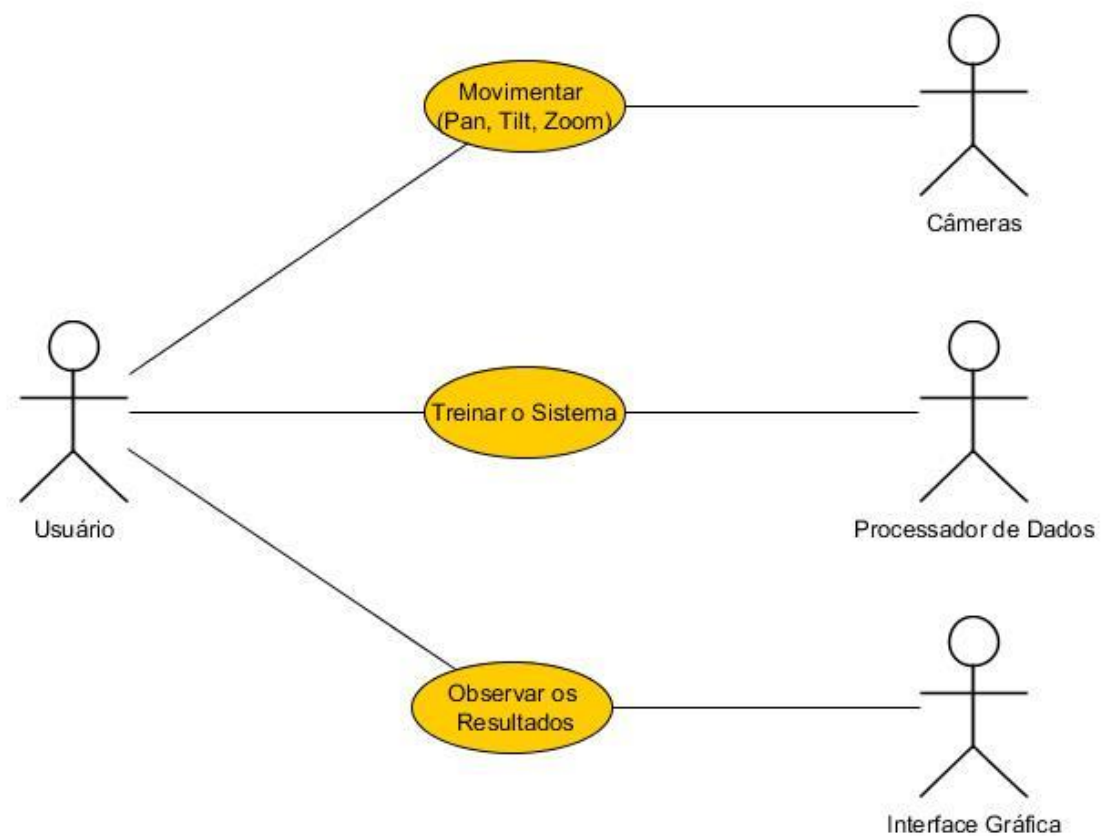 Movimentar
(Pan, Tilt, Zoom)
Câmeras
Treinar o Sistema
Usuário
Processador de Dados
Observar os
Resultados
Interface Gráfica